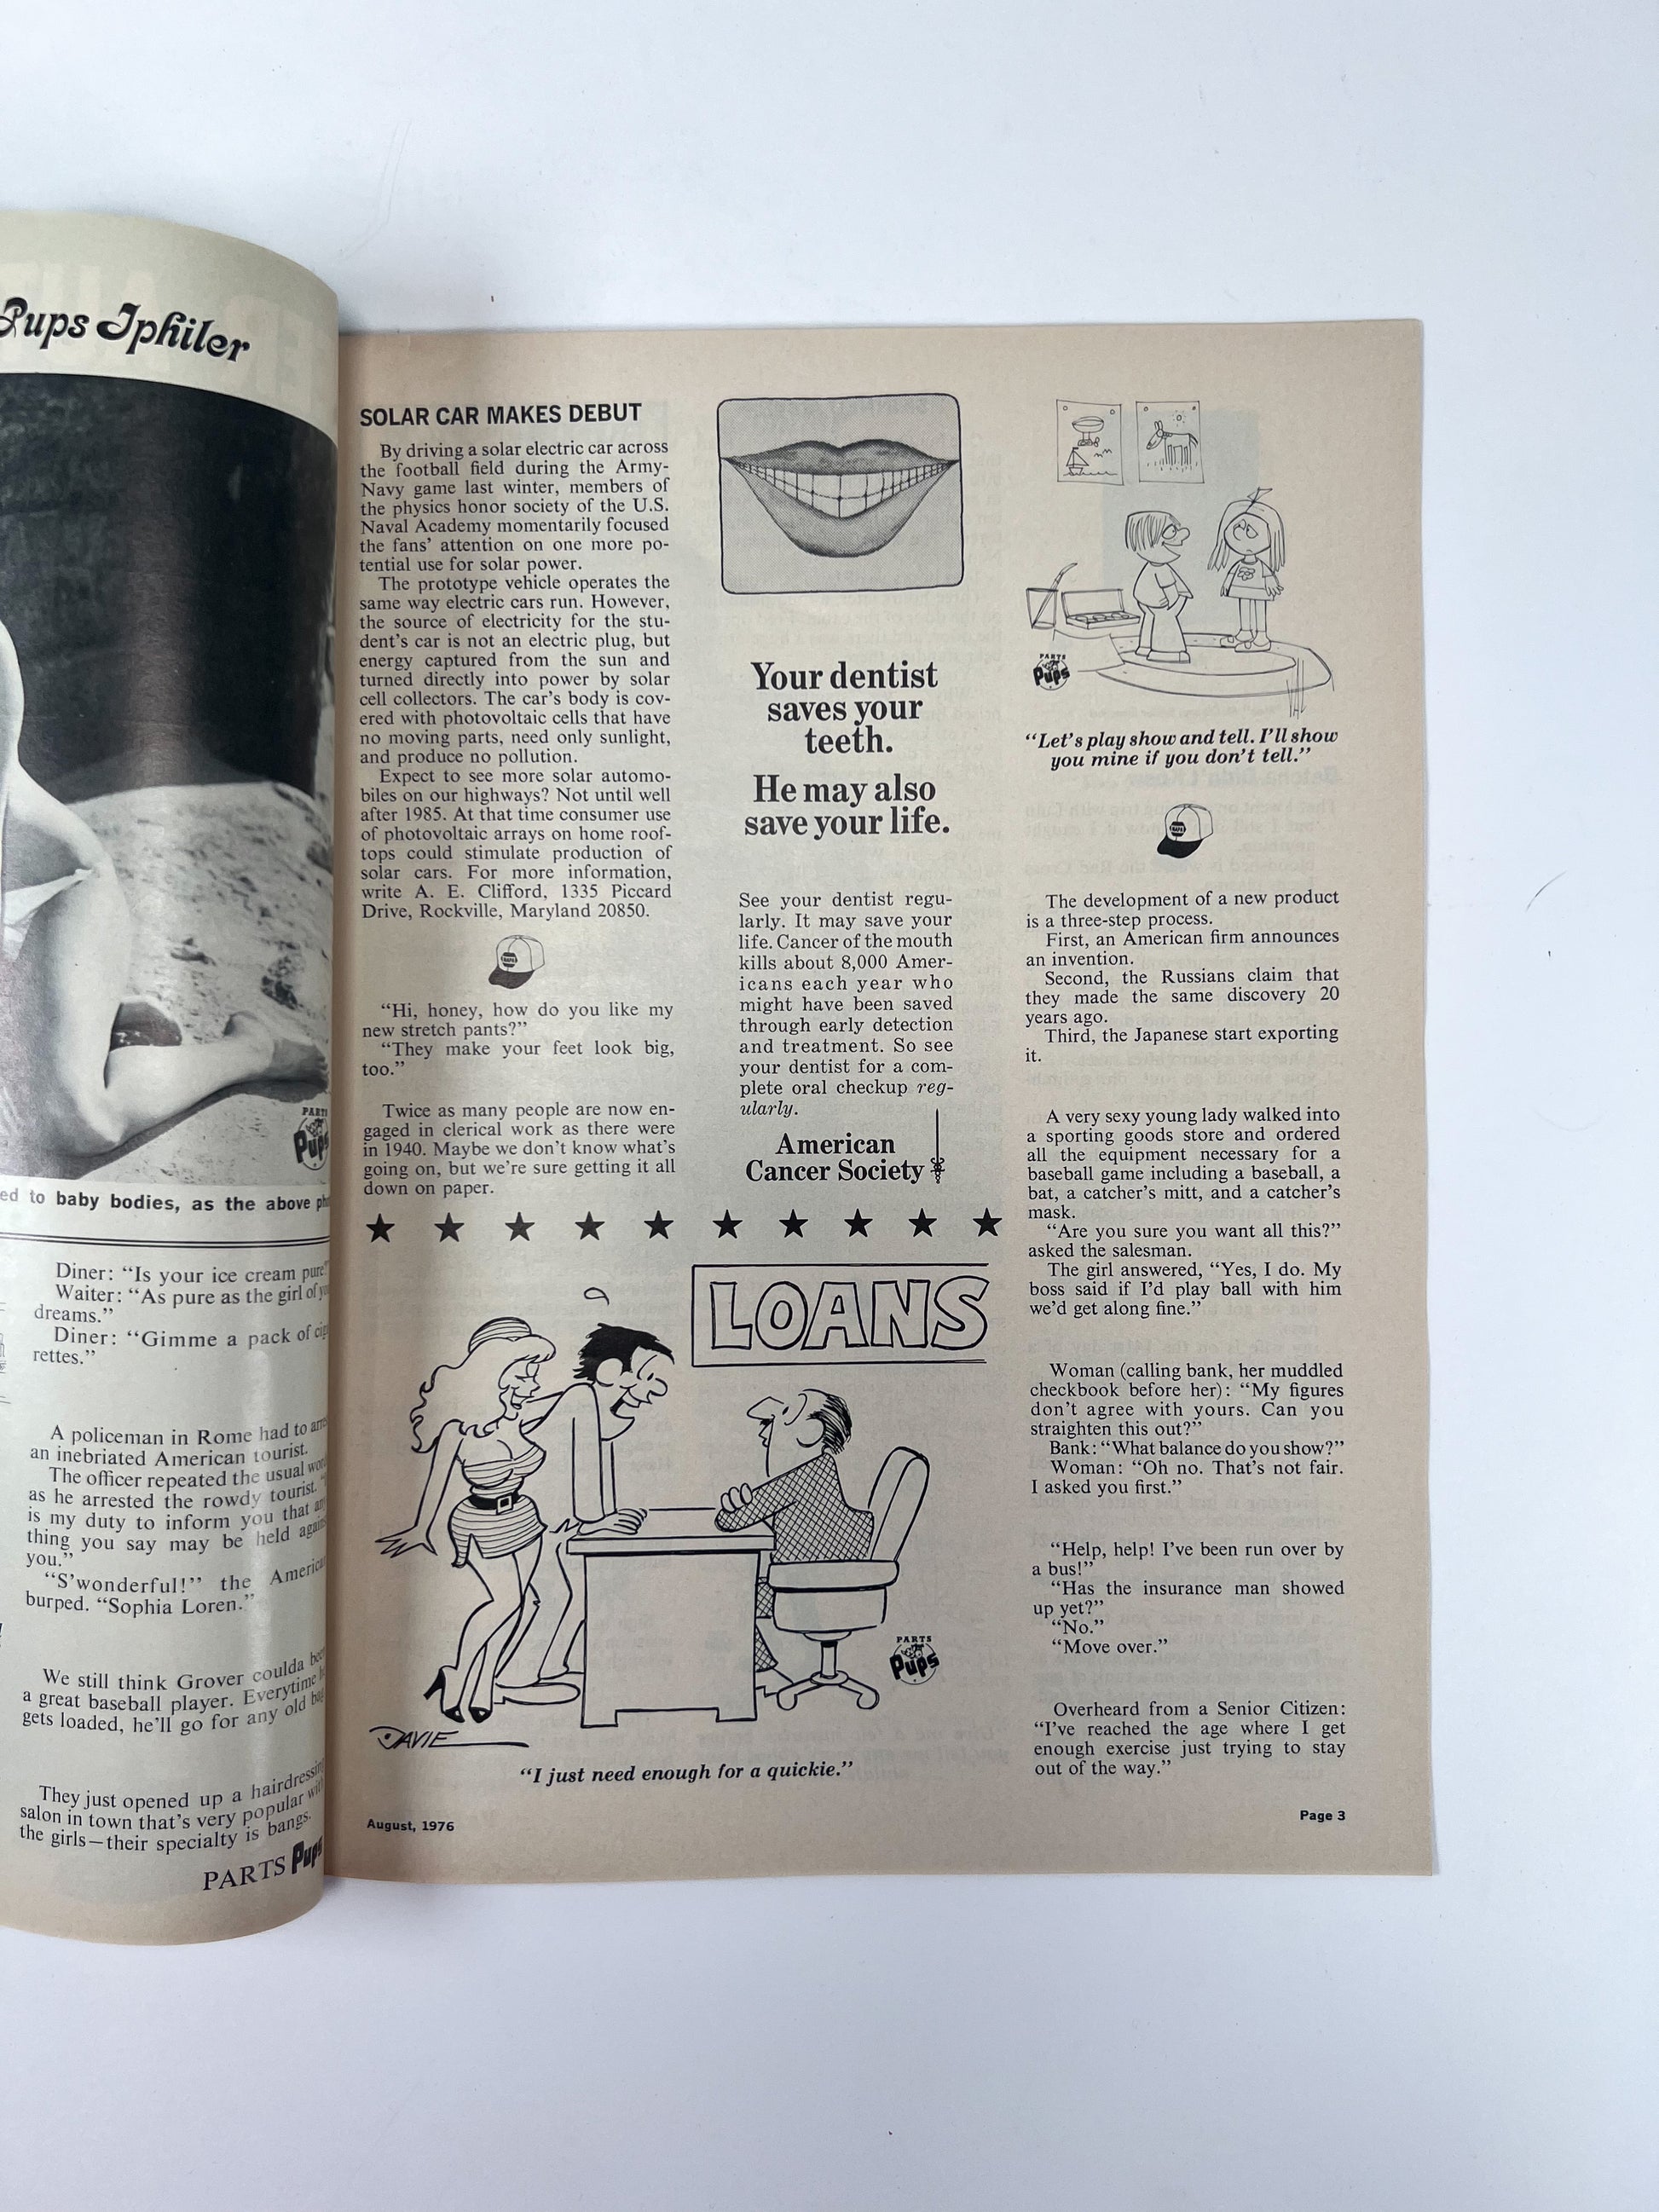 Pups Iphiler
ed to baby bodies, as the above
Diner: “Is your ice cream pure
Waiter: “As pure as the girl of
dreams.”
Diner: “Gimme a pack of
rettes.”
A policeman in Rome had to
an inebriated American tourist.
The officer repeated the usual
as he arrested the rowdy tourist.
is my duty to inform you that
thing you say may be held
you.”
“S’wonderful!” the
burped. “Sophia Loren.”
We still think Grover coulda
a great baseball player. Everytime
gets loaded, he’ll go for any old
They just opened up a
salon in town that’s very popular
the girls—their specialty is bangs.
PARTS Pups
PARTS
Pups
SOLAR CAR MAKES DEBUT
By driving a solar electric car across
the football field during the Army-
Navy game last winter, members of
the physics honor society of the U.S.
Naval Academy momentarily focused
the fans’ attention on one more po-
tential use for solar power.
The prototype vehicle operates the
same way electric cars run. However,
the source of electricity for the stu-
dent’s car is not an electric plug, but
energy captured from the sun and
turned directly into power by solar
cell collectors. The car’s body is cov-
ered with photovoltaic cells that have
no moving parts, need only sunlight,
and produce no pollution.
Expect to see more solar automo-
biles on our highways? Not until well
after 1985. At that time consumer use
of photovoltaic arrays on home roof-
tops could stimulate production of
solar cars. For more information,
write A. E. Clifford, 1335 Piccard
Drive, Rockville, Maryland 20850.
“Hi, honey, how do you like my
new stretch pants?”
“They make your feet look big,
too.”
Twice as many people are now en-
gaged in clerical work as there were
in 1940. Maybe we don’t know what’s
going on, but we’re sure getting it all
down on paper.
Your dentist
saves your
teeth.
He may also
save your life.
See your dentist regu-
larly. It may save your
life. Cancer of the mouth
kills about 8,000 Amer-
icans each year who
might have been saved
through early detection
and treatment. So see
your dentist for a com-
plete oral checkup reg-
ularly.
American
Cancer Society
LOANS
PARTS
Pups
DAVIE
“I just need enough for a quickie.”
PARTS
Pups
“Let’s play show and tell. I’ll show
you mine if you don’t tell.”
The development of a new product
is a three-step process.
First, an American firm announces
an invention.
Second, the Russians claim that
they made the same discovery 20
years ago.
Third, the Japanese start exporting
it.
A very sexy young lady walked into
a sporting goods store and ordered
all the equipment necessary for a
baseball game including a baseball, a
bat, a catcher’s mitt, and a catcher’s
mask.
“Are you sure you want all this?”
asked the salesman.
The girl answered, “Yes, I do. My
boss said if I’d play ball with him
we’d get along fine.”
Woman (calling bank, her muddled
checkbook before her): “My figures
don’t agree with yours. Can you
straighten this out?”
Bank: “What balance do you show?”
Woman: “Oh no. That’s not fair.
I asked you first.”
“Help, help! I’ve been run over by
a bus!”
“Has the insurance man showed
up yet?”
“No.”
“Move over.”
Overheard from a Senior Citizen:
“I’ve reached the age where I get
enough exercise just trying to stay
out of the way.”
August, 1976
Page 3